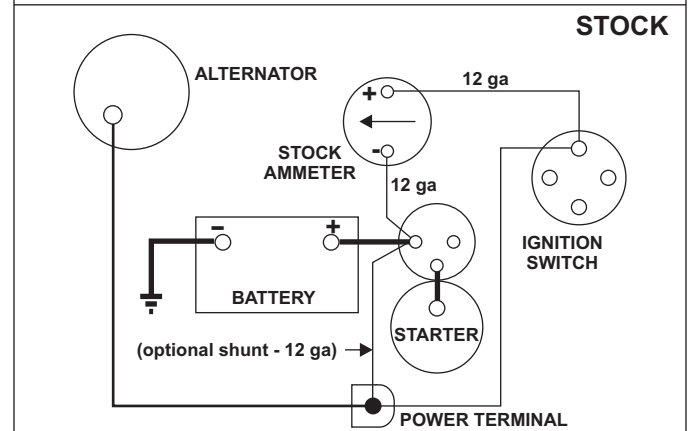 STOCK
ALTERNATOR
12 ga
+
-
STOCK
AMMETER
12 ga
IGNITION
SWITCH
-
+
BATTERY
STARTER
(optional shunt - 12 ga)
POWER TERMINAL